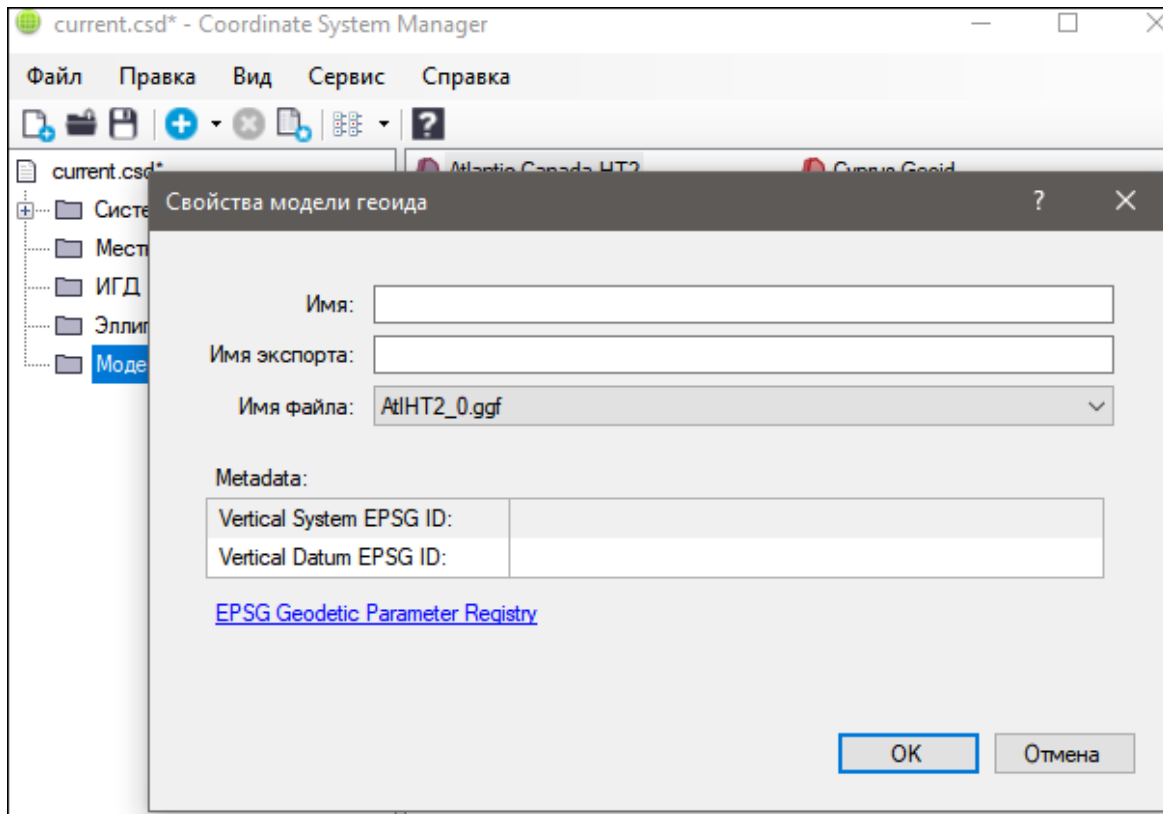 current.csd* - Coordinate System Manager
Файл Правка Вид Сервис Справка
current.csd*
Atlantic Canada HT2 Cyprus Geoid
Систе
Местн
ИГД
Эллип
Моде
Свойства модели геоида ? ×
Имя:
Имя экспорта:
Имя файла: AtlHT2_0.ggf
Metadata:
Vertical System EPSG ID:
Vertical Datum EPSG ID:
EPSG Geodetic Parameter Registry
OK Отмена